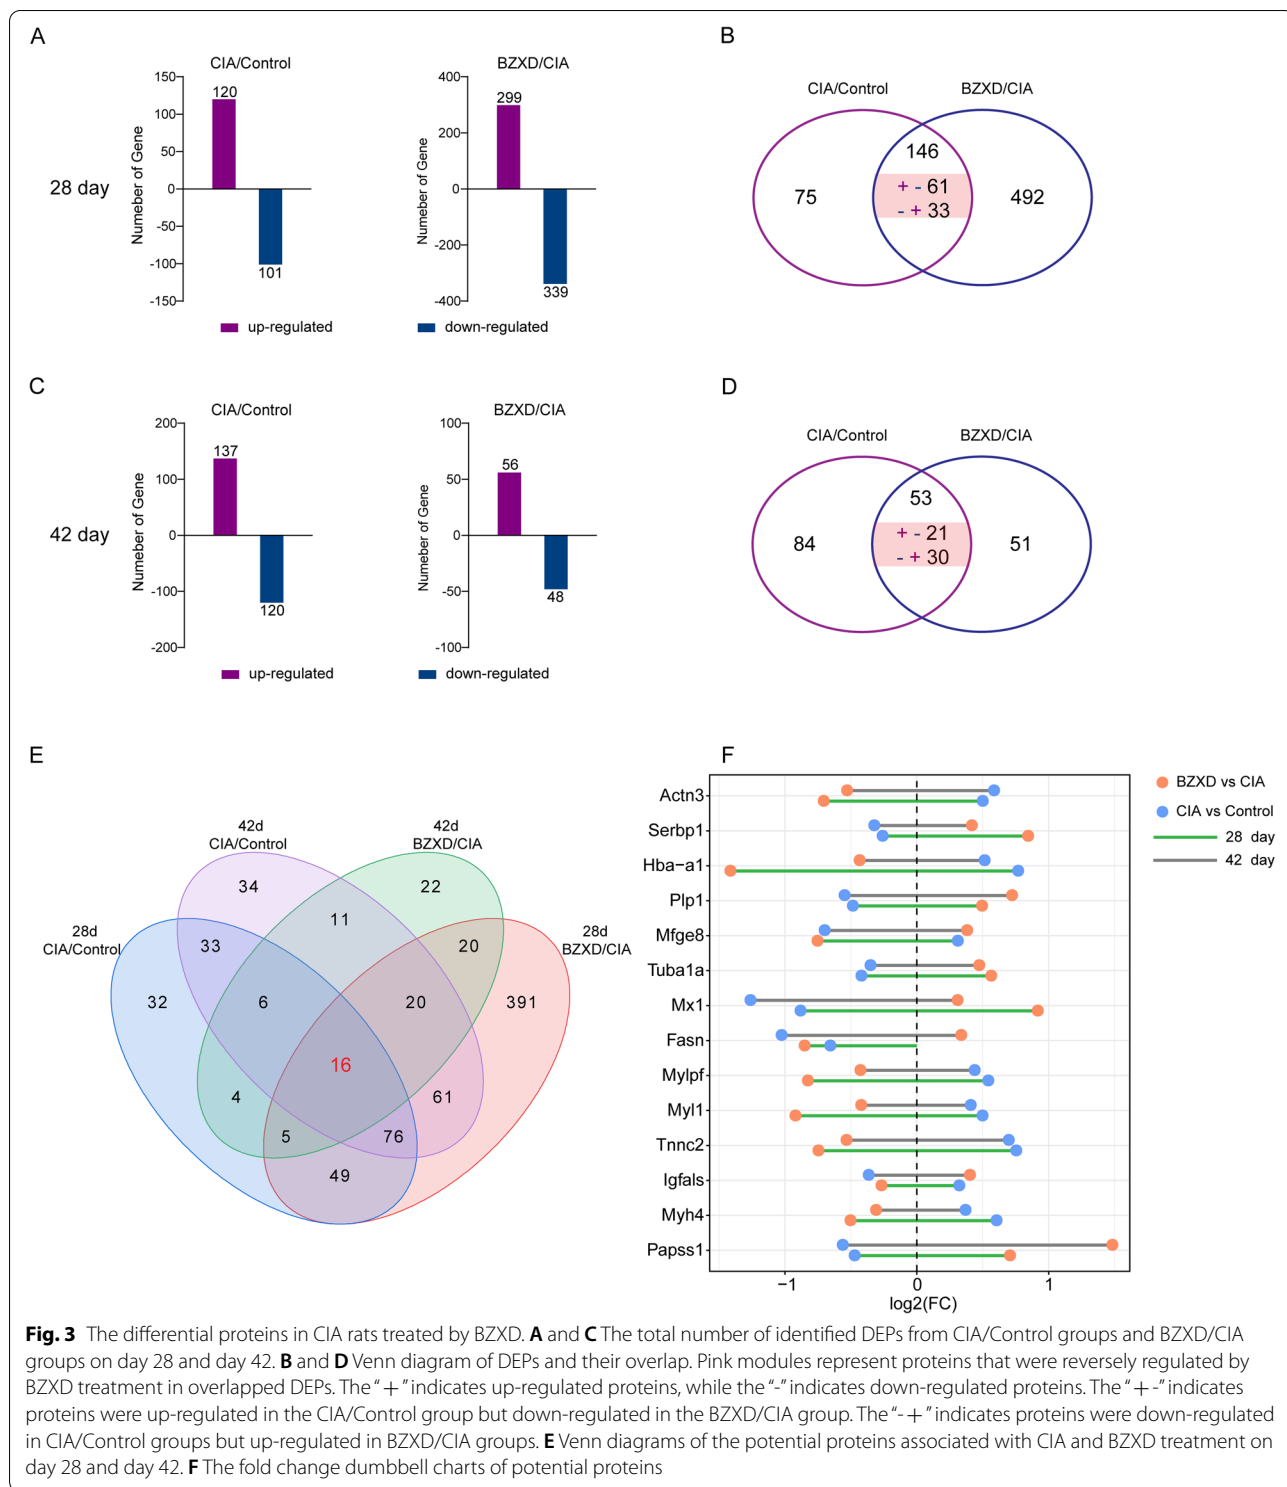 A
CIA/Control
BZXD/CIA
28 day
Numeber of Gene
150
100
50
0
-50
-100
-150
120
101
Numeber of Gene
400
200
0
-200
-400
299
339
up-regulated
down-regulated
B
CIA/Control
BZXD/CIA
146
75
+ - 61
- + 33
492
C
CIA/Control
BZXD/CIA
42 day
Numeber of Gene
200
100
0
-100
-200
137
120
Numeber of Gene
100
50
0
-50
-100
56
48
up-regulated
down-regulated
D
CIA/Control
BZXD/CIA
53
84
+ - 21
- + 30
51
E
42d
CIA/Control
42d
BZXD/CIA
28d
CIA/Control
28d
BZXD/CIA
34
22
11
33
20
32
6
20
391
16
4
61
5
76
49
F
Actn3
Serbp1
Hba−a1
Plp1
Mfge8
Tuba1a
Mx1
Fasn
Mylpf
Myl1
Tnnc2
Igfals
Myh4
Papss1
−1
0
1
log2(FC)
BZXD vs CIA
CIA vs Control
28 day
42 day
Fig. 3 The differential proteins in CIA rats treated by BZXD. A and C The total number of identified DEPs from CIA/Control groups and BZXD/CIA
groups on day 28 and day 42. B and D Venn diagram of DEPs and their overlap. Pink modules represent proteins that were reversely regulated by
BZXD treatment in overlapped DEPs. The “+” indicates up-regulated proteins, while the “-” indicates down-regulated proteins. The “+-” indicates
proteins were up-regulated in the CIA/Control group but down-regulated in the BZXD/CIA group. The “-+” indicates proteins were down-regulated
in CIA/Control groups but up-regulated in BZXD/CIA groups. E Venn diagrams of the potential proteins associated with CIA and BZXD treatment on
day 28 and day 42. F The fold change dumbbell charts of potential proteins